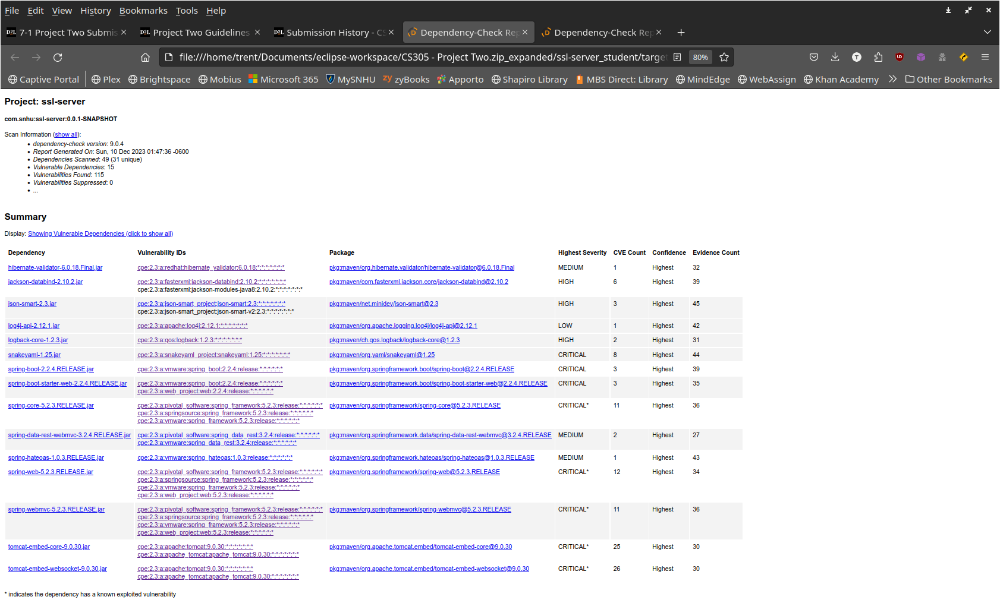 File Edit View History Bookmarks Tools Help
D2L 7-1 Project Two Submis D2L Project Two Guidelines D2L Submission History - CS Dependency-Check Rep Dependency-Check Rep
file:///home/trent/Documents/eclipse-workspace/CS305 - Project Two.zip_expanded/ssl-server_student/targe 80% T
Captive Portal Plex Brightspace Mobius Microsoft 365 MySNHU zy zyBooks Apporto Shapiro Library MBS Direct: Library MindEdge WebAssign Khan Academy Other Bookmarks
Project: ssl-server
com.snhu:ssl-server:0.0.1-SNAPSHOT
Scan Information (show all):
• dependency-check version: 9.0.4
• Report Generated On: Sun, 10 Dec 2023 01:47:36 -0600
• Dependencies Scanned: 49 (31 unique)
• Vulnerable Dependencies: 15
• Vulnerabilities Found: 115
• Vulnerabilities Suppressed: 0
• ...
Summary
Display: Showing Vulnerable Dependencies (click to show all)
Dependency Vulnerability IDs Package Highest Severity CVE Count Confidence Evidence Count
hibernate-validator-6.0.18.Final.jar cpe:2.3:a:redhat:hibernate_validator:6.0.18:*:*:*:*:*:*:* pkg:maven/org.hibernate.validator/hibernate-validator@6.0.18.Final MEDIUM 1 Highest 32
jackson-databind-2.10.2.jar cpe:2.3:a:fasterxml:jackson-databind:2.10.2:*:*:*:*:*:*:* pkg:maven/com.fasterxml.jackson.core/jackson-databind@2.10.2 HIGH 6 Highest 39
cpe:2.3:a:fasterxml:jackson-modules-java8:2.10.2:*:*:*:*:*:*:*
json-smart-2.3.jar cpe:2.3:a:json-smart_project:json-smart:2.3:*:*:*:*:*:*:* pkg:maven/net.minidev/json-smart@2.3 HIGH 3 Highest 45
cpe:2.3:a:json-smart_project:json-smart-v2:2.3:*:*:*:*:*:*:*
log4j-api-2.12.1.jar cpe:2.3:a:apache:log4j:2.12.1:*:*:*:*:*:*:* pkg:maven/org.apache.logging.log4j/log4j-api@2.12.1 LOW 1 Highest 42
logback-core-1.2.3.jar cpe:2.3:a:qos:logback:1.2.3:*:*:*:*:*:*:* pkg:maven/ch.qos.logback/logback-core@1.2.3 HIGH 2 Highest 31
snakeyaml-1.25.jar cpe:2.3:a:snakeyaml_project:snakeyaml:1.25:*:*:*:*:*:*:* pkg:maven/org.yaml/snakeyaml@1.25 CRITICAL 8 Highest 44
spring-boot-2.2.4.RELEASE.jar cpe:2.3:a:vmware:spring_boot:2.2.4:release:*:*:*:*:*:* pkg:maven/org.springframework.boot/spring-boot@2.2.4.RELEASE CRITICAL 3 Highest 39
spring-boot-starter-web-2.2.4.RELEASE.jar cpe:2.3:a:vmware:spring_boot:2.2.4:release:*:*:*:*:*:* pkg:maven/org.springframework.boot/spring-boot-starter-web@2.2.4.RELEASE CRITICAL 3 Highest 35
cpe:2.3:a:web_project:web:2.2.4:release:*:*:*:*:*:*
spring-core-5.2.3.RELEASE.jar cpe:2.3:a:pivotal_software:spring_framework:5.2.3:release:*:*:*:*:*:* pkg:maven/org.springframework/spring-core@5.2.3.RELEASE CRITICAL* 11 Highest 36
cpe:2.3:a:springsource:spring_framework:5.2.3:release:*:*:*:*:*:*
cpe:2.3:a:vmware:spring_framework:5.2.3:release:*:*:*:*:*:*
spring-data-rest-webmvc-3.2.4.RELEASE.jar cpe:2.3:a:pivotal_software:spring_data_rest:3.2.4:release:*:*:*:*:*:* pkg:maven/org.springframework.data/spring-data-rest-webmvc@3.2.4.RELEASE MEDIUM 2 Highest 27
cpe:2.3:a:vmware:spring_data_rest:3.2.4:release:*:*:*:*:*:*
spring-hateoas-1.0.3.RELEASE.jar cpe:2.3:a:vmware:spring_hateoas:1.0.3:release:*:*:*:*:*:* pkg:maven/org.springframework.hateoas/spring-hateoas@1.0.3.RELEASE MEDIUM 1 Highest 43
spring-web-5.2.3.RELEASE.jar cpe:2.3:a:pivotal_software:spring_framework:5.2.3:release:*:*:*:*:*:* pkg:maven/org.springframework/spring-web@5.2.3.RELEASE CRITICAL* 12 Highest 34
cpe:2.3:a:springsource:spring_framework:5.2.3:release:*:*:*:*:*:*
cpe:2.3:a:vmware:spring_framework:5.2.3:release:*:*:*:*:*:*
cpe:2.3:a:web_project:web:5.2.3:release:*:*:*:*:*:*
spring-webmvc-5.2.3.RELEASE.jar cpe:2.3:a:pivotal_software:spring_framework:5.2.3:release:*:*:*:*:*:* pkg:maven/org.springframework/spring-webmvc@5.2.3.RELEASE CRITICAL* 11 Highest 36
cpe:2.3:a:springsource:spring_framework:5.2.3:release:*:*:*:*:*:*
cpe:2.3:a:vmware:spring_framework:5.2.3:release:*:*:*:*:*:*
cpe:2.3:a:web_project:web:5.2.3:release:*:*:*:*:*:*
tomcat-embed-core-9.0.30.jar cpe:2.3:a:apache:tomcat:9.0.30:*:*:*:*:*:*:* pkg:maven/org.apache.tomcat.embed/tomcat-embed-core@9.0.30 CRITICAL* 25 Highest 30
cpe:2.3:a:apache_tomcat:apache_tomcat:9.0.30:*:*:*:*:*:*:*
tomcat-embed-websocket-9.0.30.jar cpe:2.3:a:apache:tomcat:9.0.30:*:*:*:*:*:*:* pkg:maven/org.apache.tomcat.embed/tomcat-embed-websocket@9.0.30 CRITICAL* 26 Highest 30
cpe:2.3:a:apache_tomcat:apache_tomcat:9.0.30:*:*:*:*:*:*:*
* indicates the dependency has a known exploited vulnerability